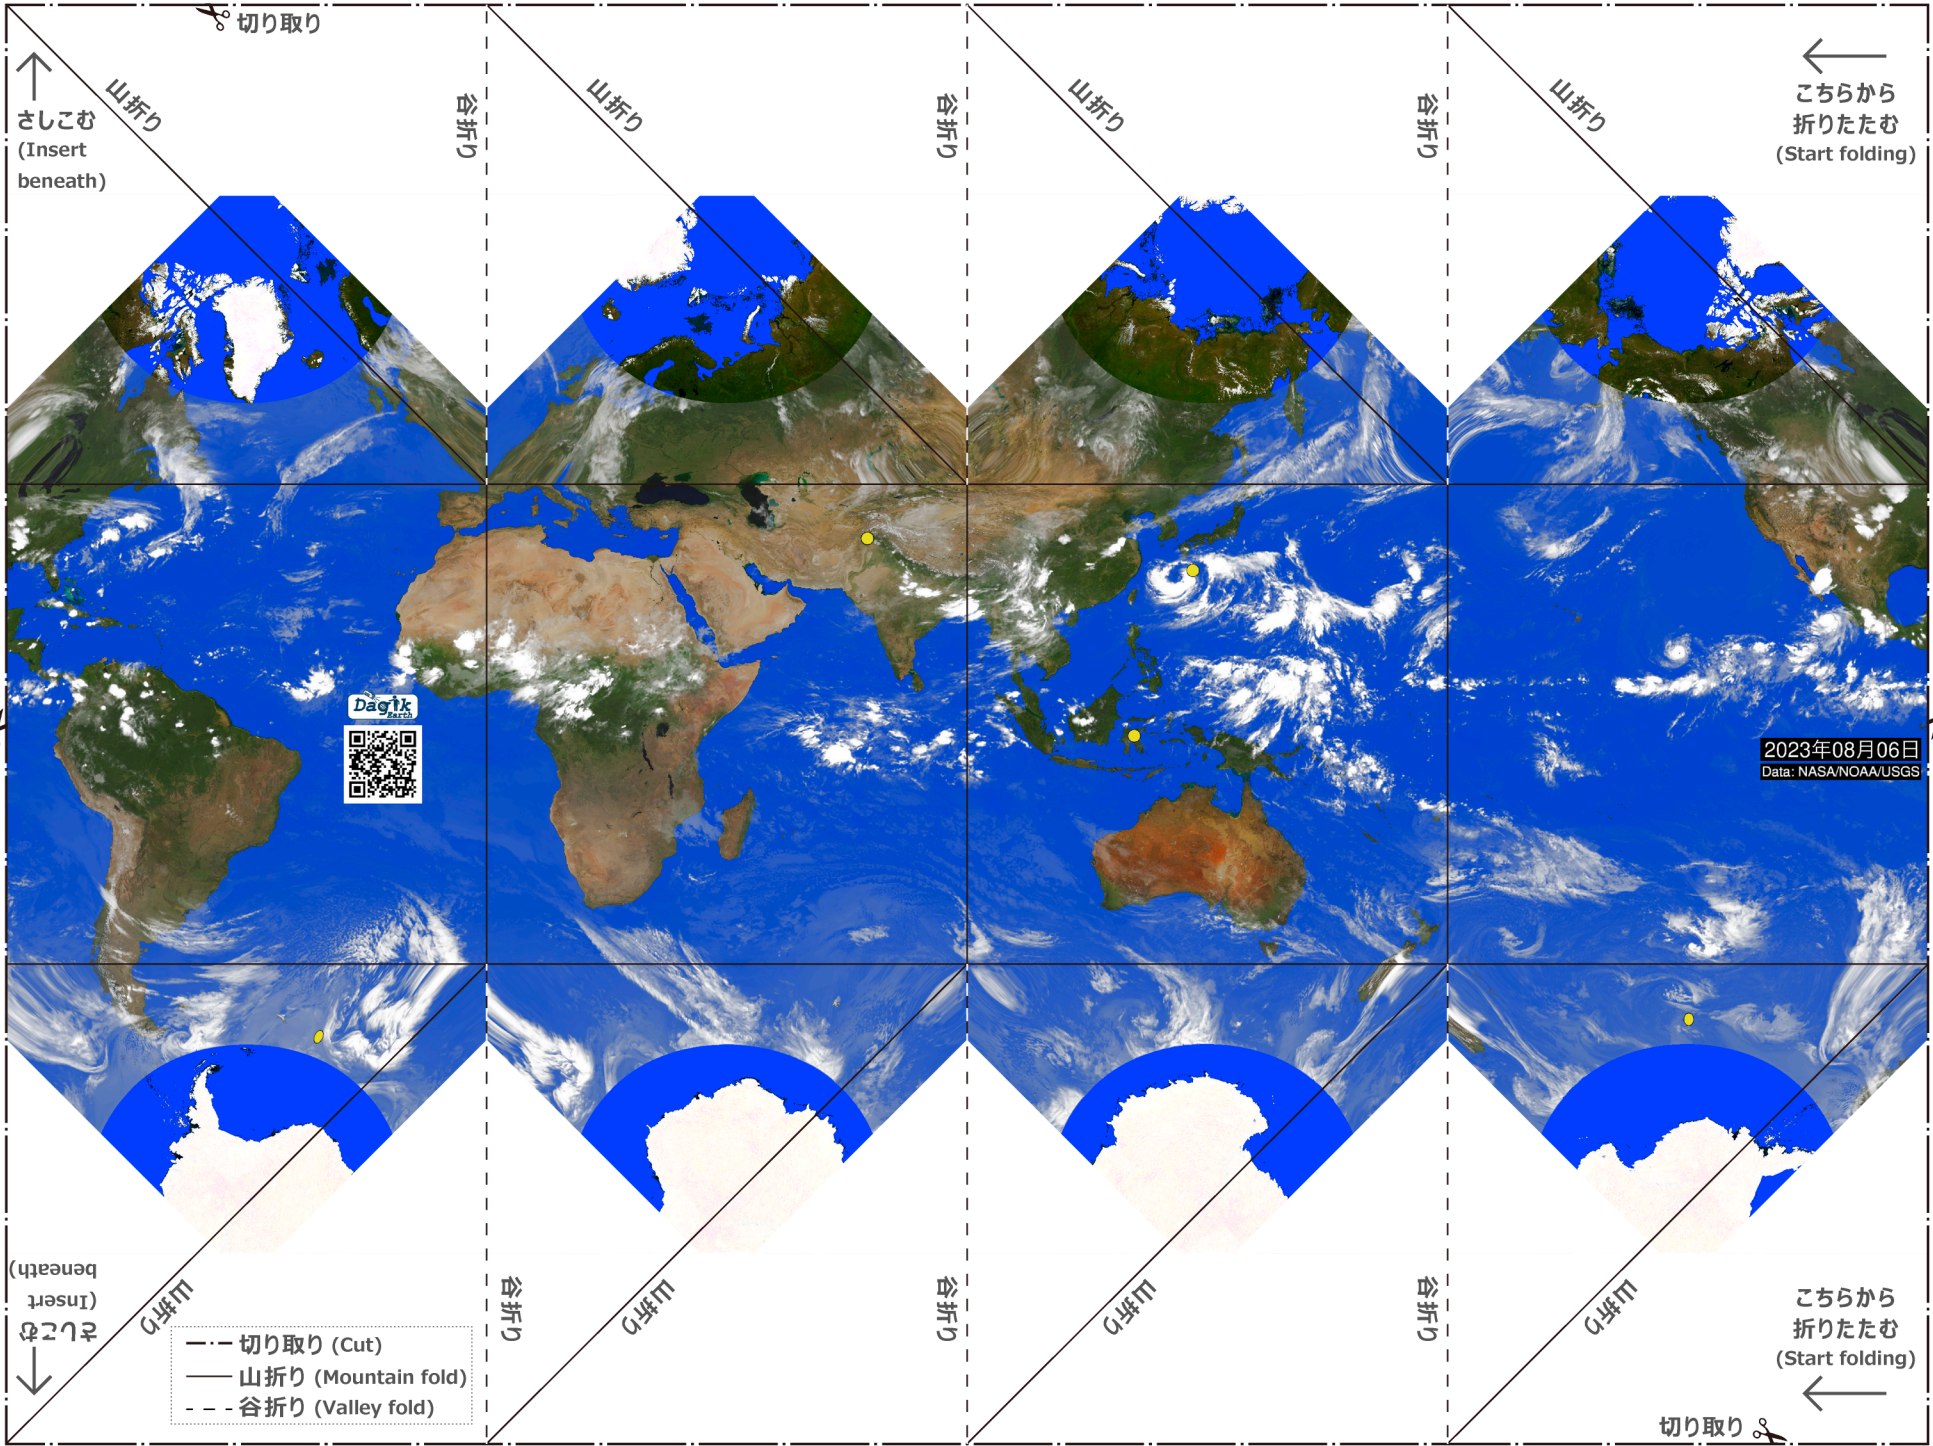 切り取り
山折り
谷折り
山折り
谷折り
山折り
谷折り
山折り
さしこむ
(Insert
beneath)
こちらから
折りたたむ
(Start folding)
Dagik
Earth
2023年08月06日
Data: NASA/NOAA/USGS
さしこむ
(Insert
beneath)
山折り
谷折り
山折り
谷折り
山折り
谷折り
山折り
切り取り (Cut)
山折り (Mountain fold)
谷折り (Valley fold)
こちらから
折りたたむ
(Start folding)
切り取り